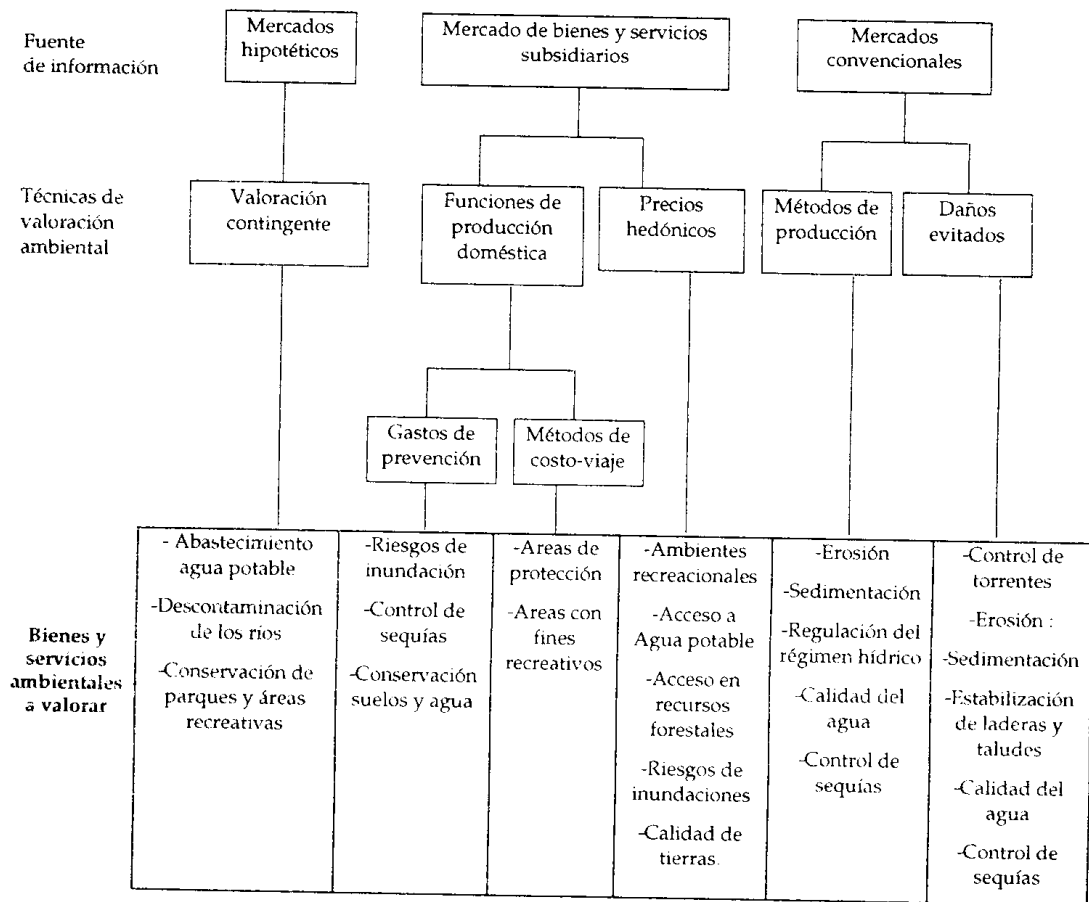 Fuente
de información
Mercados
hipotéticos
Mercado de bienes y servicios
subsidiarios
Mercados
convencionales
Técnicas de
valoración
ambiental
Valoración
contingente
Funciones de
producción
doméstica
Precios
hedónicos
Métodos de
producción
Daños
evitados
Gastos de
prevención
Métodos de
costo-viaje
Bienes y
servicios
ambientales
a valorar
- Abastecimiento
agua potable
-Descontaminación
de los ríos
-Conservación de
parques y áreas
recreativas
-Riesgos de
inundación
-Control de
sequías
-Conservación
suelos y agua
-Areas de
protección
-Areas con
fines
recreativos
-Ambientes
recreacionales
-Acceso a
Agua potable
-Acceso en
recursos
forestales
-Riesgos de
inundaciones
-Calidad de
tierras.
-Erosión
-Sedimentación
-Regulación del
régimen hídrico
-Calidad del
agua
-Control de
sequías
-Control de
torrentes
-Erosión :
-Sedimentación
-Estabilización
de laderas y
taludes
-Calidad del
agua
-Control de
sequías